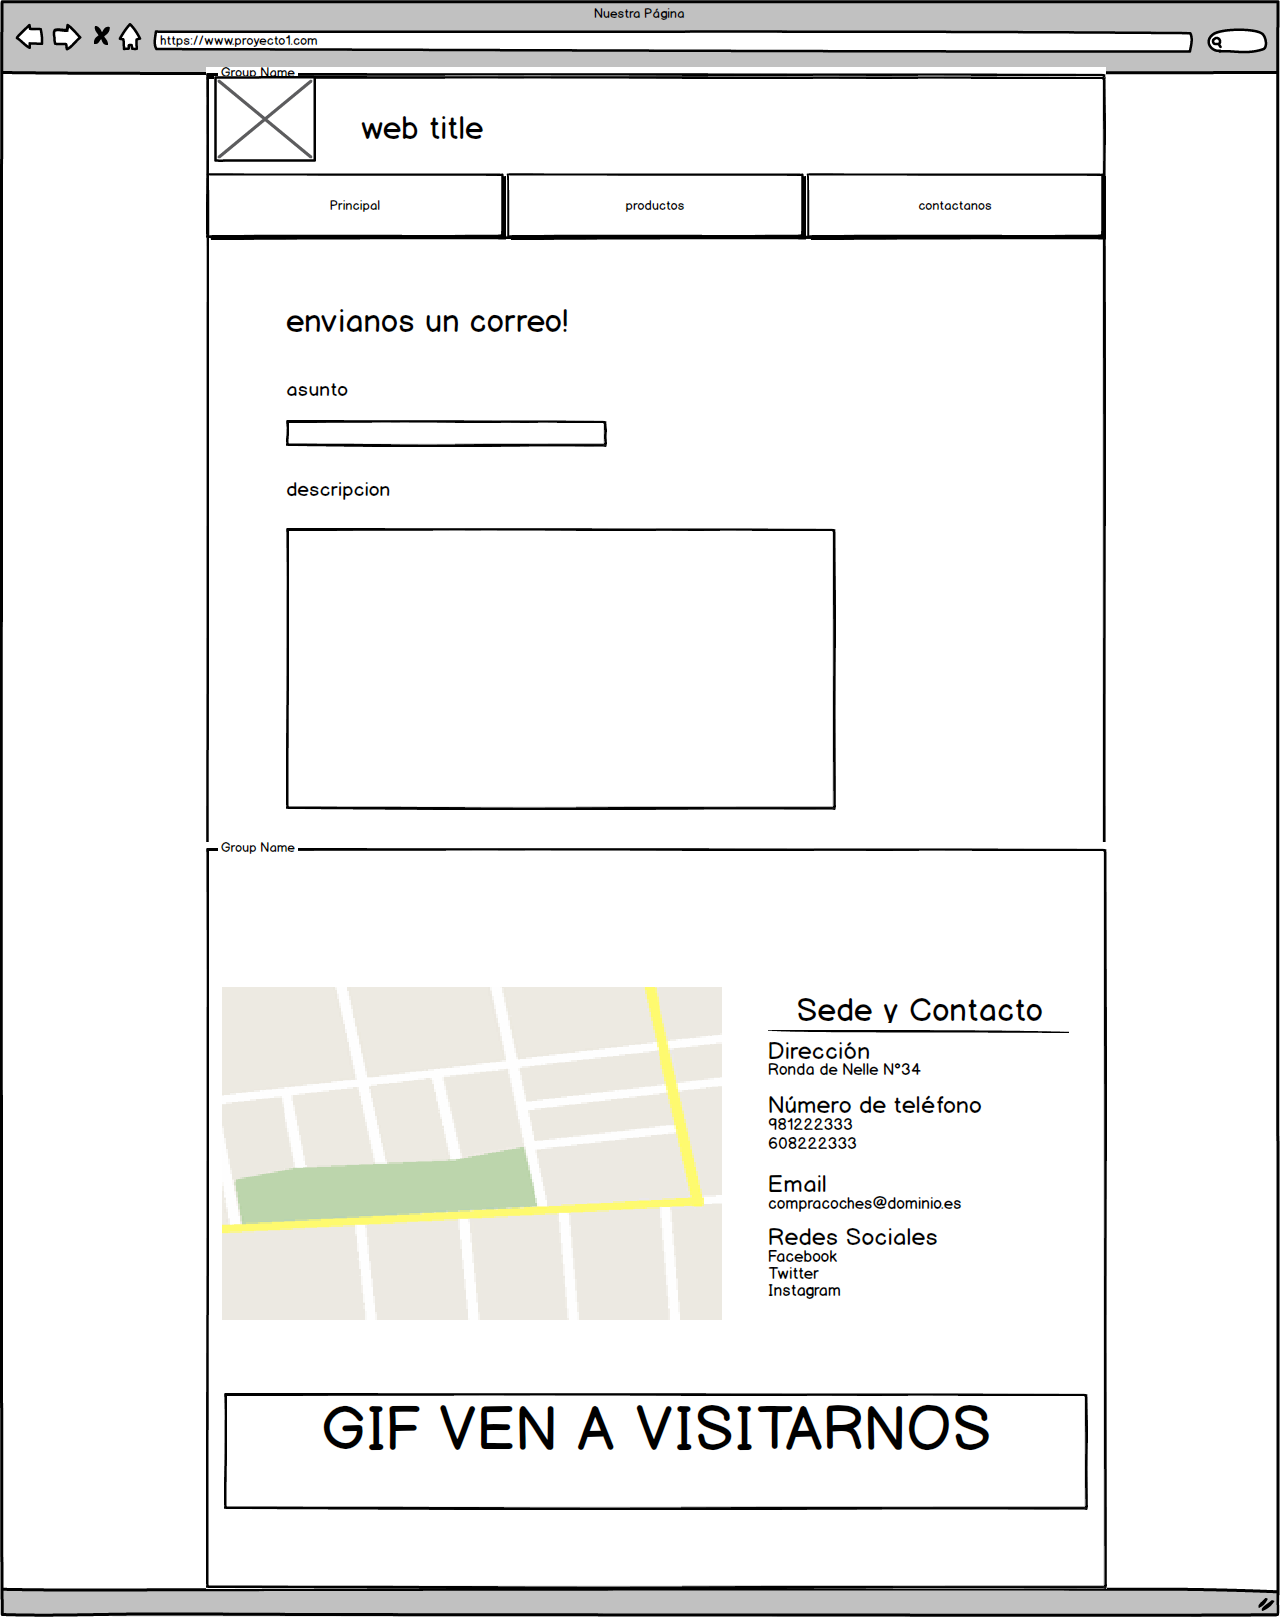 Nuestra Página
https://www.proyecto1.com
Group Name
web title
Principal
productos
contactanos
envianos un correo!
asunto
descripcion
Group Name
Sede y Contacto
Dirección
Ronda de Nelle Nº34
Número de teléfono
981222333
608222333
Email
compracoches@dominio.es
Redes Sociales
Facebook
Twitter
Instagram
GIF VEN A VISITARNOS